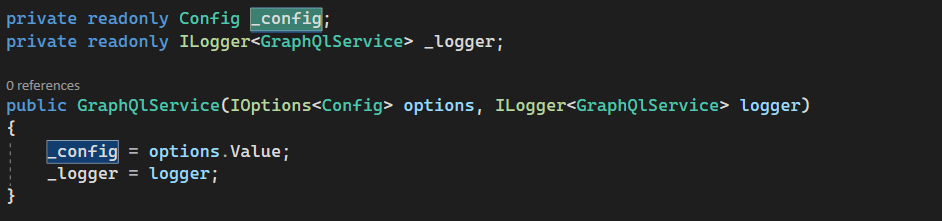 private readonly Config _config;
private readonly ILogger<GraphQlService> _logger;
0 references
public GraphQlService(IOptions<Config> options, ILogger<GraphQlService> logger)
{
_config = options.Value;
_logger = logger;
}